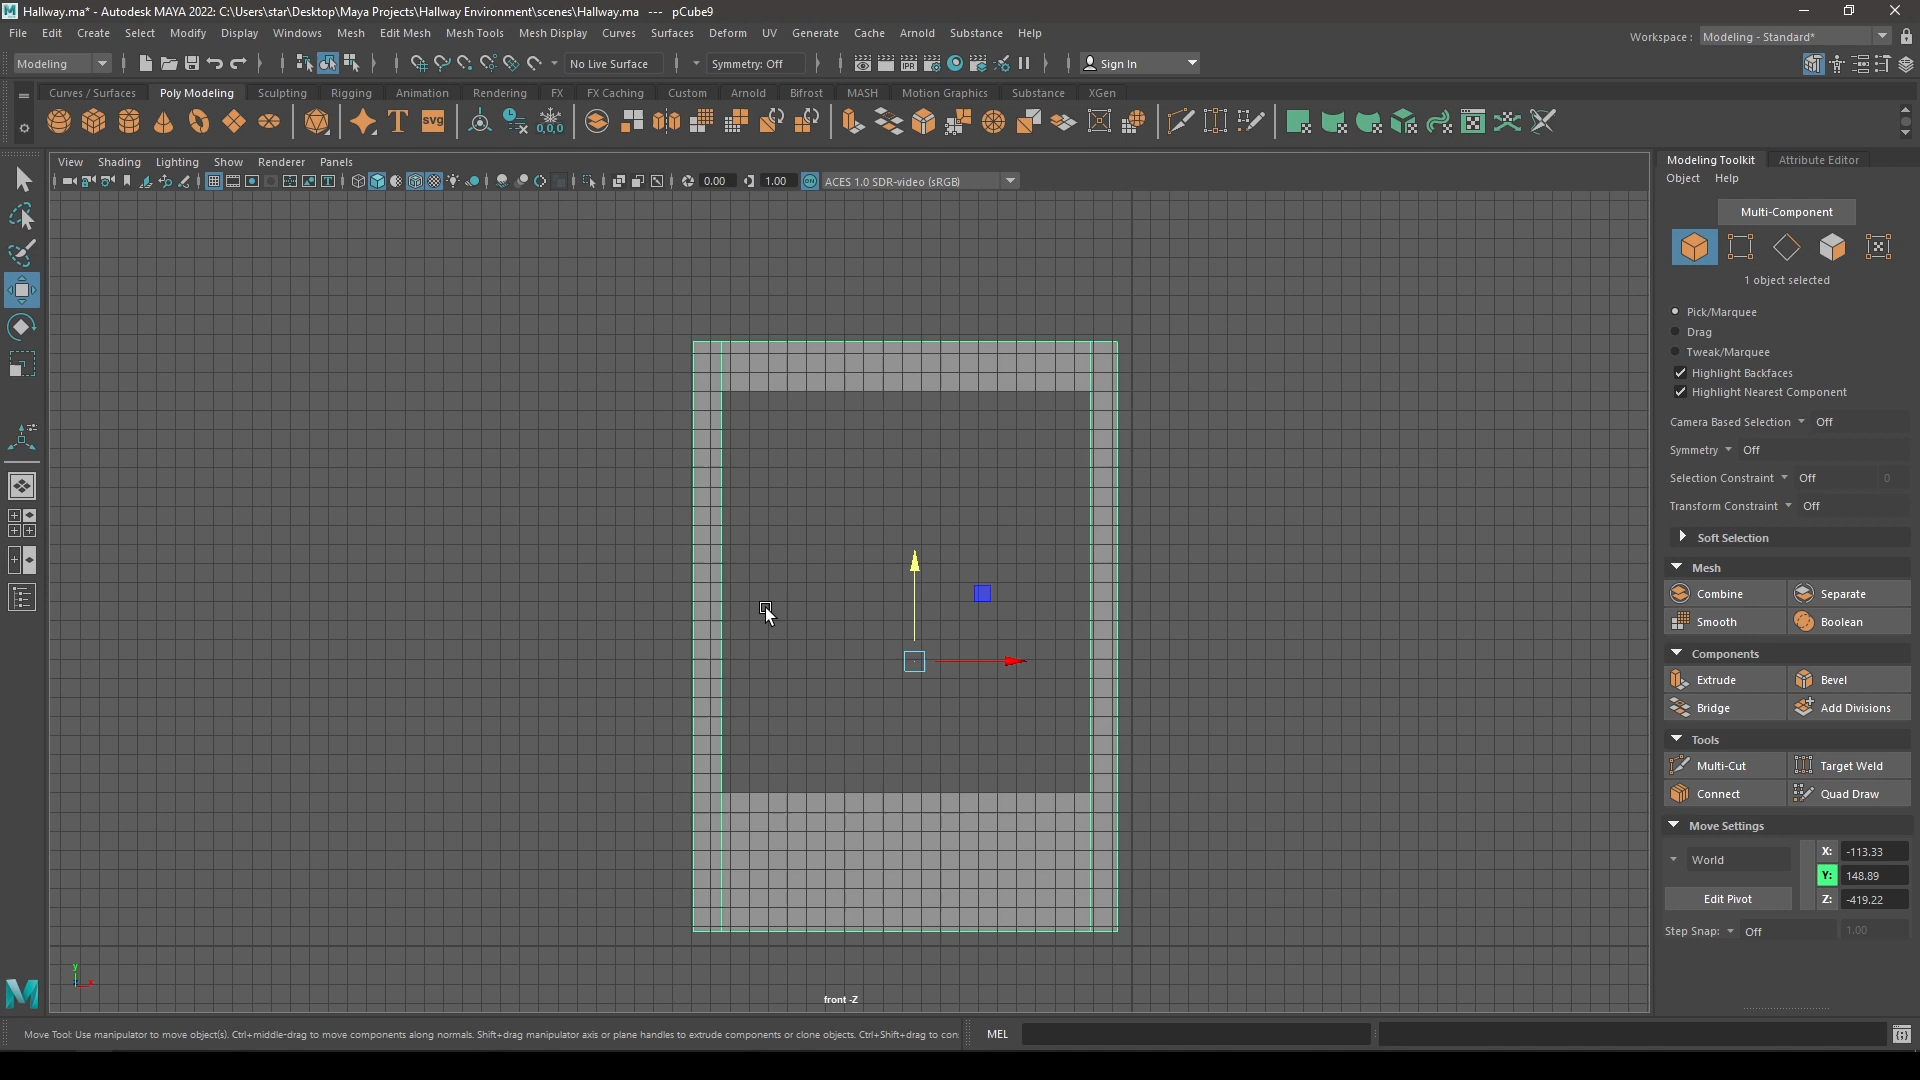 Hallway.ma* - Autodesk MAYA 2022: C:\Users\star\Desktop\Maya Projects\Hallway Environment\scenes\Hallway.ma --- pCube9
File Edit Create Select Modify Display Windows Mesh Edit Mesh Mesh Tools Mesh Display Curves Surfaces Deform UV Generate Cache Arnold Substance Help
Workspace : Modeling - Standard*
Modeling No Live Surface Symmetry: Off IPR Sign In
Curves / Surfaces Poly Modeling Sculpting Rigging Animation Rendering FX FX Caching Custom Arnold Bifrost MASH Motion Graphics Substance XGen
T SVG 0,0,0
View Shading Lighting Show Renderer Panels
0.00 1.00 ON ACES 1.0 SDR-video (sRGB)
Modeling Toolkit Attribute Editor
Object Help
Multi-Component
1 object selected
Pick/Marquee
Drag
Tweak/Marquee
Highlight Backfaces
Highlight Nearest Component
Camera Based Selection Off
Symmetry Off
Selection Constraint Off 0
Transform Constraint Off
Soft Selection
Mesh
Combine Separate
Smooth Boolean
Components
Extrude Bevel
Bridge Add Divisions
Tools
Multi-Cut Target Weld
Connect Quad Draw
Move Settings
World
X: -113.33
Y: 148.89
Edit Pivot
Z: -419.22
Step Snap: Off 1.00
y
x
front -Z
Move Tool: Use manipulator to move object(s). Ctrl+middle-drag to move components along normals. Shift+drag manipulator axis or plane handles to extrude components or clone objects. Ctrl+Shift+drag to con
MEL